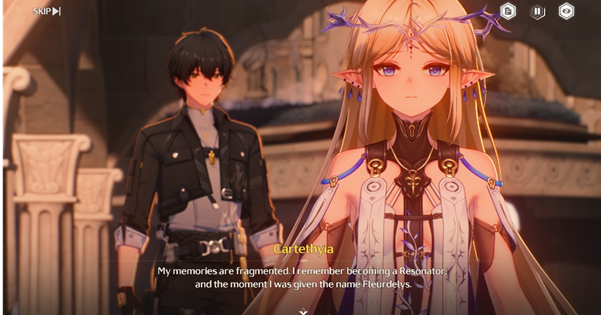 SKIP
Cartethyia
My memories are fragmented. I remember becoming a Resonator,
and the moment I was given the name Fleurdelys.